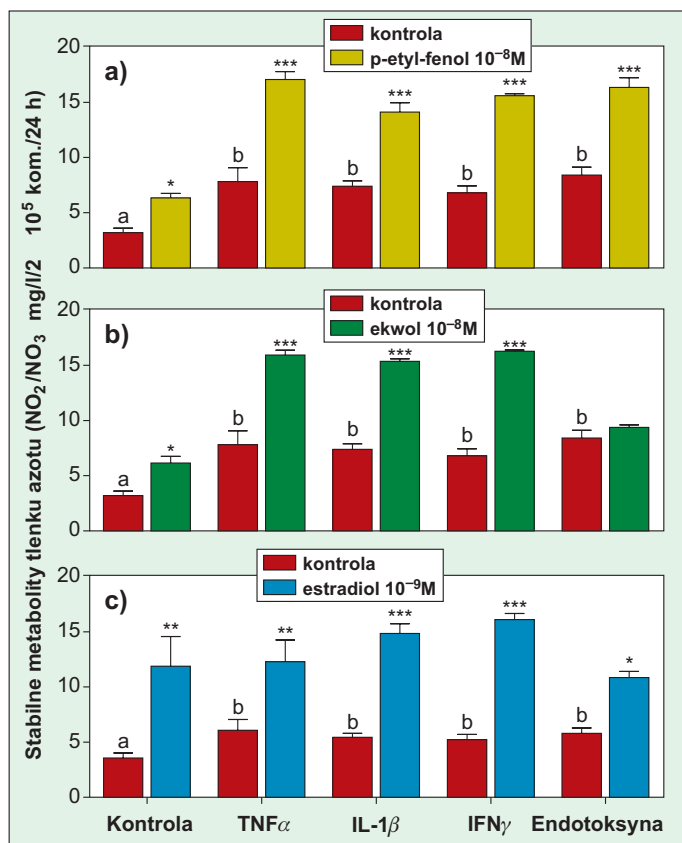 Stabilne metabolity tlenku azotu (NO₂/NO₃ mg/l/2 10⁵ kom./24 h)
kontrola
p-etyl-fenol 10⁻⁸M
a)
20
15
10
5
0
a
*
b
***
b
***
b
***
b
***
kontrola
ekwol 10⁻⁸M
b)
20
15
10
5
0
a
*
b
***
b
***
b
***
b
kontrola
estradiol 10⁻⁹M
c)
20
15
10
5
0
a
**
b
**
b
***
b
***
b
*
Kontrola TNFα IL-1β IFNγ Endotoksyna